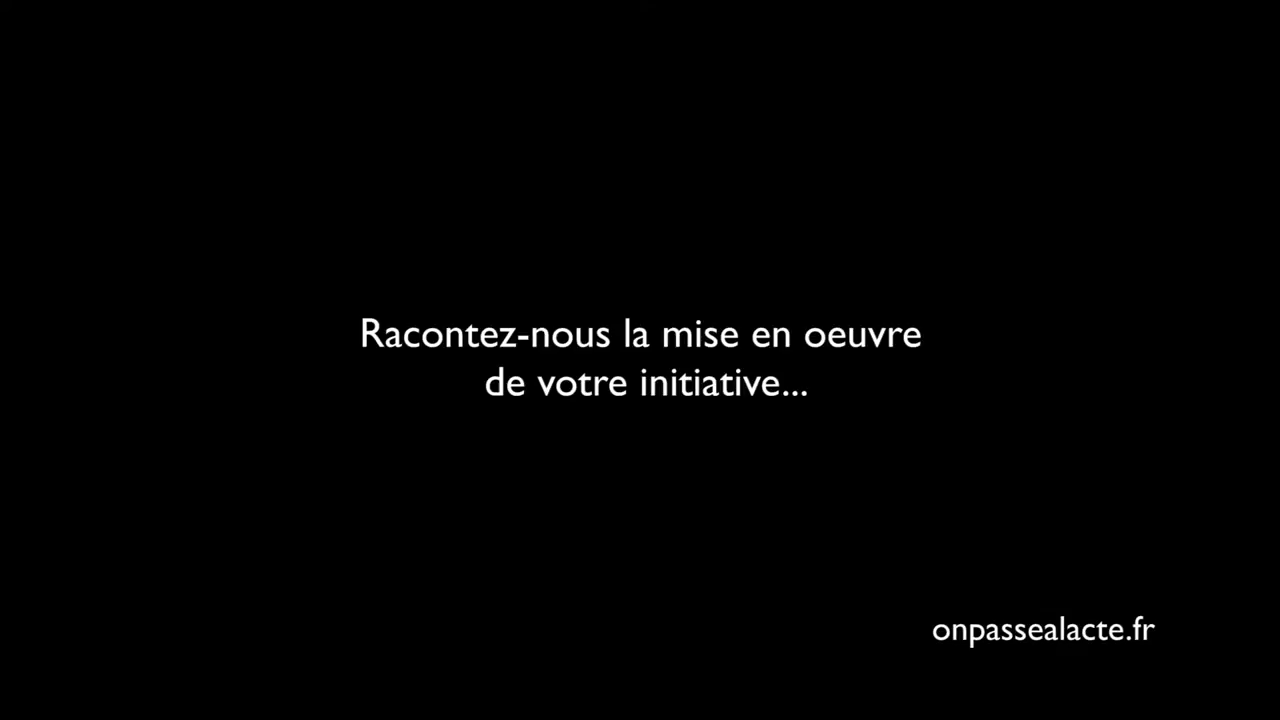 Racontez-nous la mise en oeuvre
de votre initiative...
onpassealacte.fr